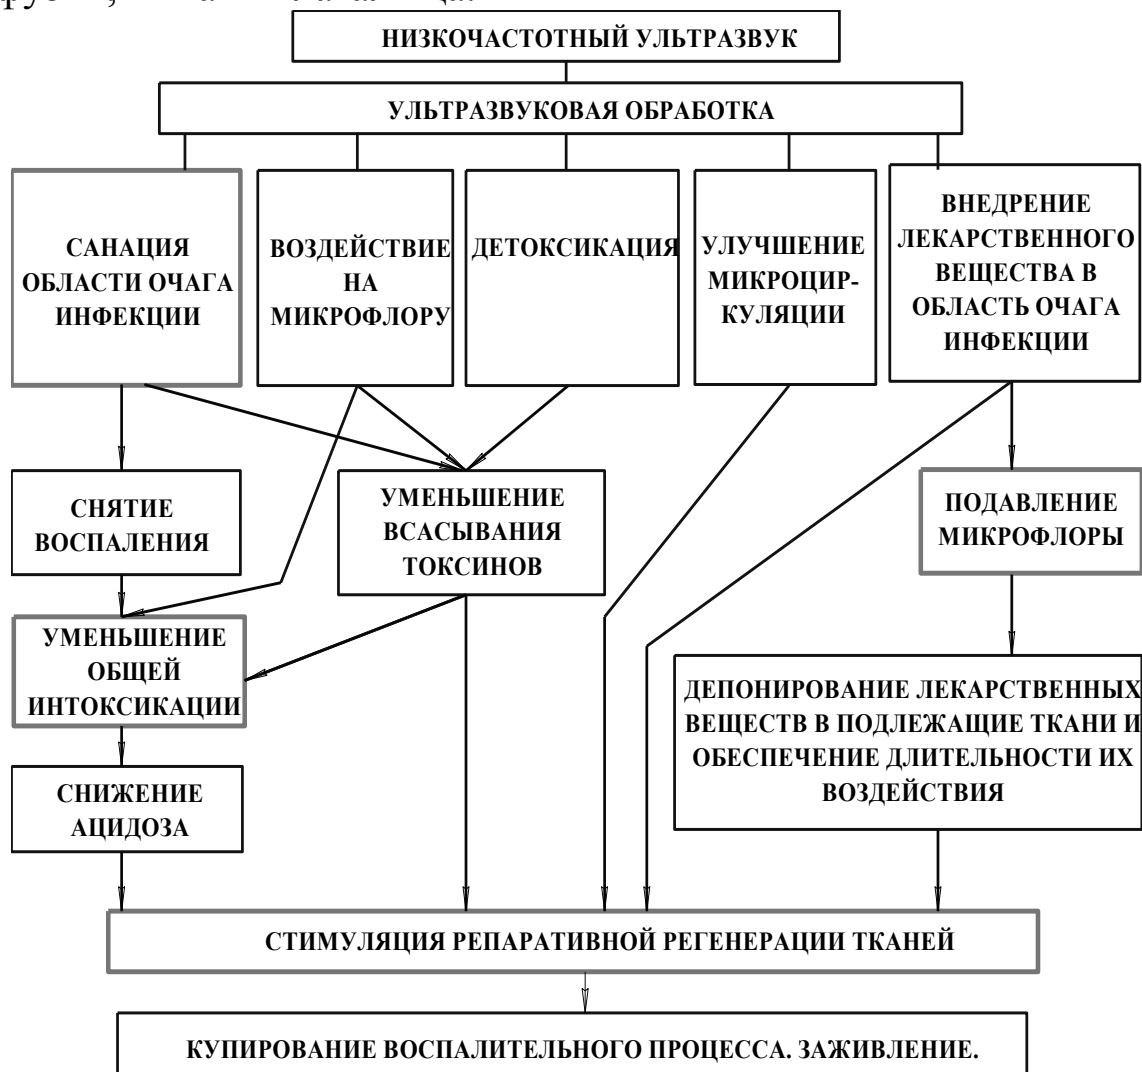 НИЗКОЧАСТОТНЫЙ УЛЬТРАЗВУК
УЛЬТРАЗВУКОВАЯ ОБРАБОТКА
САНАЦИЯ
ОБЛАСТИ ОЧАГА
ИНФЕКЦИИ
ВОЗДЕЙСТВИЕ
НА
МИКРОФЛОРУ
ДЕТОКСИКАЦИЯ
УЛУЧШЕНИЕ
МИКРОЦИР-
КУЛЯЦИИ
ВНЕДРЕНИЕ
ЛЕКАРСТВЕННОГО
ВЕЩЕСТВА В
ОБЛАСТЬ ОЧАГА
ИНФЕКЦИИ
СНЯТИЕ
ВОСПАЛЕНИЯ
УМЕНЬШЕНИЕ
ВСАСЫВАНИЯ
ТОКСИНОВ
ПОДАВЛЕНИЕ
МИКРОФЛОРЫ
УМЕНЬШЕНИЕ
ОБЩЕЙ
ИНТОКСИКАЦИИ
ДЕПОНИРОВАНИЕ ЛЕКАРСТВЕННЫХ
ВЕЩЕСТВ В ПОДЛЕЖАЩИЕ ТКАНИ И
ОБЕСПЕЧЕНИЕ ДЛИТЕЛЬНОСТИ ИХ
ВОЗДЕЙСТВИЯ
СНИЖЕНИЕ
АЦИДОЗА
СТИМУЛЯЦИЯ РЕПАРАТИВНОЙ РЕГЕНЕРАЦИИ ТКАНЕЙ
КУПИРОВАНИЕ ВОСПАЛИТЕЛЬНОГО ПРОЦЕССА. ЗАЖИВЛЕНИЕ.